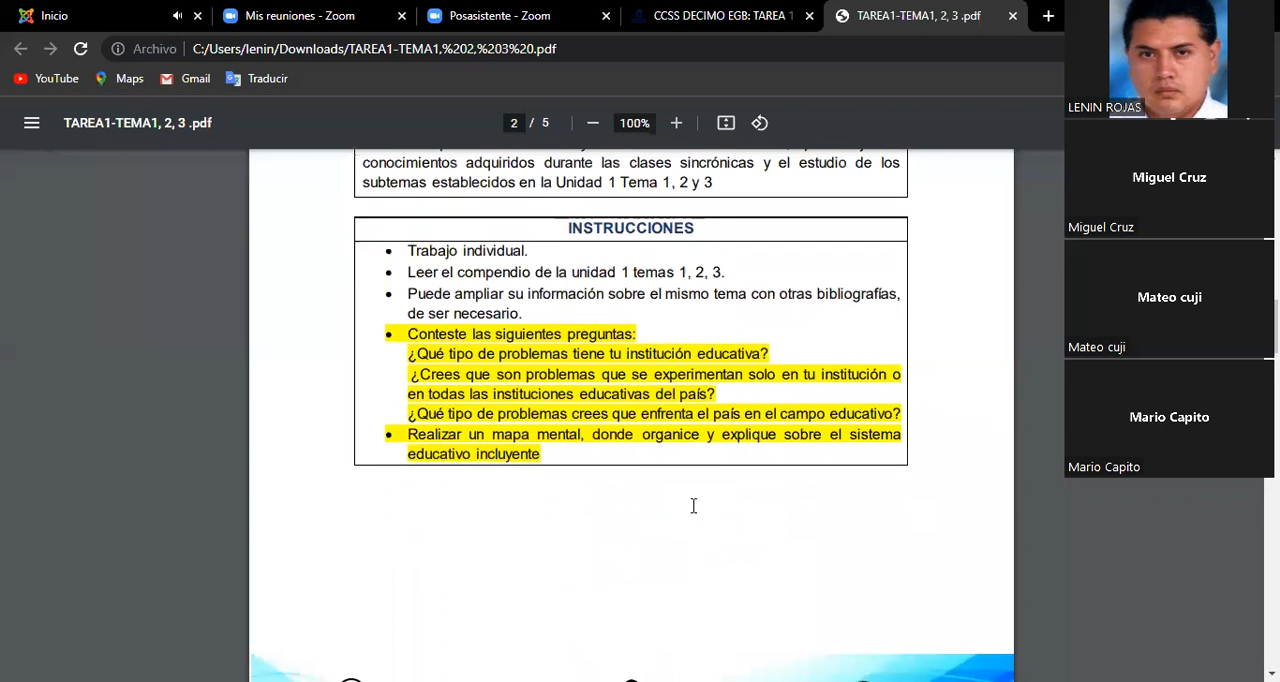 Inicio
Mis reuniones - Zoom
Posasistente - Zoom
CCSS DECIMO EGB: TAREA 1
TAREA1-TEMA1, 2, 3 .pdf
Archivo
C:/Users/lenin/Downloads/TAREA1-TEMA1,%202,%203%20.pdf
YouTube
Maps
Gmail
Traducir
TAREA1-TEMA1, 2, 3 .pdf
2 / 5
100%
conocimientos adquiridos durante las clases sincrónicas y el estudio de los
subtemas establecidos en la Unidad 1 Tema 1, 2 y 3
INSTRUCCIONES
• Trabajo individual.
• Leer el compendio de la unidad 1 temas 1, 2, 3.
• Puede ampliar su información sobre el mismo tema con otras bibliografías,
de ser necesario.
• Conteste las siguientes preguntas:
¿Qué tipo de problemas tiene tu institución educativa?
¿Crees que son problemas que se experimentan solo en tu institución o
en todas las instituciones educativas del país?
¿Qué tipo de problemas crees que enfrenta el país en el campo educativo?
• Realizar un mapa mental, donde organice y explique sobre el sistema
educativo incluyente
LENIN ROJAS
Miguel Cruz
Miguel Cruz
Mateo cuji
Mateo cuji
Mario Capito
Mario Capito